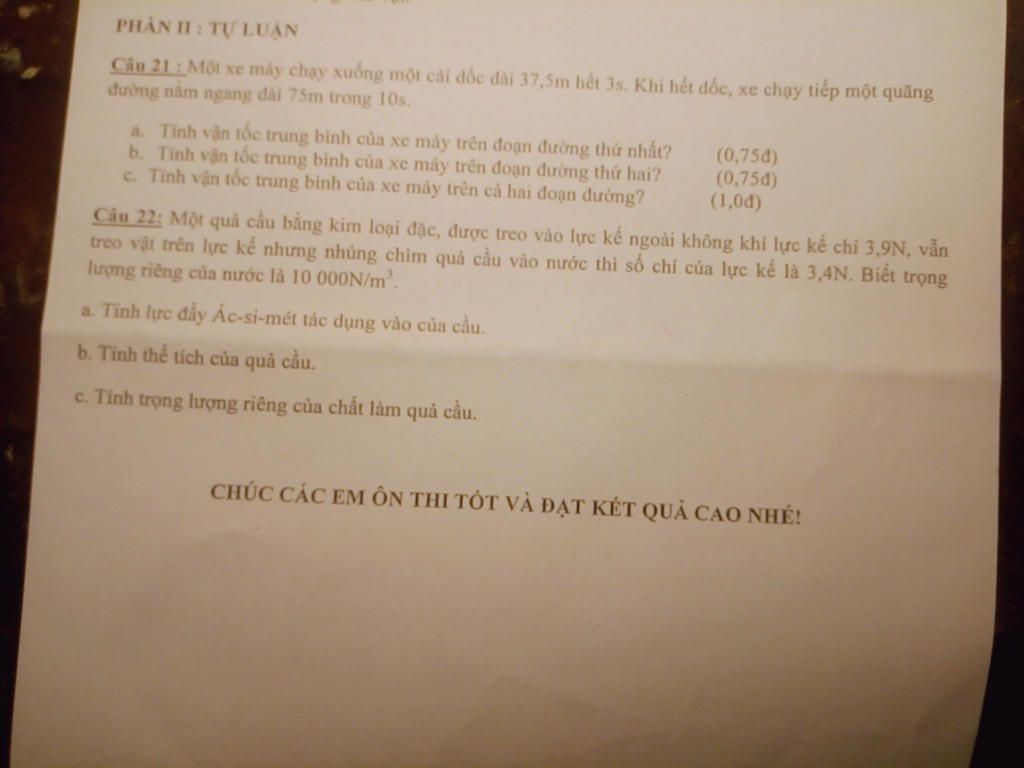 PHẦN II : TỰ LUẬN
Câu 21 : Một xe máy chạy xuống một cái dốc dài 37,5m hết 3s. Khi hết dốc, xe chạy tiếp một quãng
đường nằm ngang dài 75m trong 10s.
a. Tính vận tốc trung bình của xe máy trên đoạn đường thứ nhất? (0,75đ)
b. Tính vận tốc trung bình của xe máy trên đoạn đường thứ hai? (0,75đ)
c. Tính vận tốc trung bình của xe máy trên cả hai đoạn đường? (1,0đ)
Câu 22: Một quả cầu bằng kim loại đặc, được treo vào lực kế ngoài không khí lực kế chỉ 3,9N, vẫn
treo vật trên lực kế nhưng nhúng chìm quả cầu vào nước thì số chỉ của lực kế là 3,4N. Biết trọng
lượng riêng của nước là 10 000N/m³.
a. Tính lực đẩy Ác-si-mét tác dụng vào của cầu.
b. Tính thể tích của quả cầu.
c. Tính trọng lượng riêng của chất làm quả cầu.
CHÚC CÁC EM ÔN THI TỐT VÀ ĐẠT KẾT QUẢ CAO NHÉ!